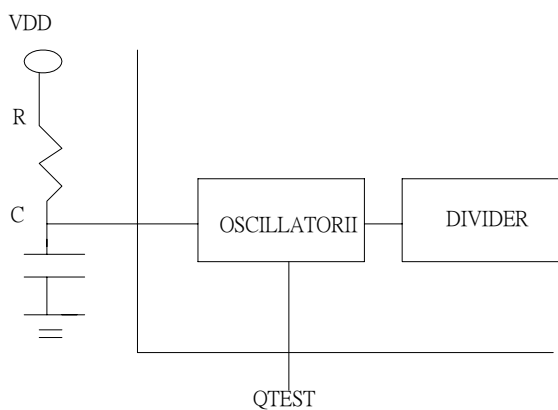 VDD
R
C
OSCILLATORII
DIVIDER
QTEST